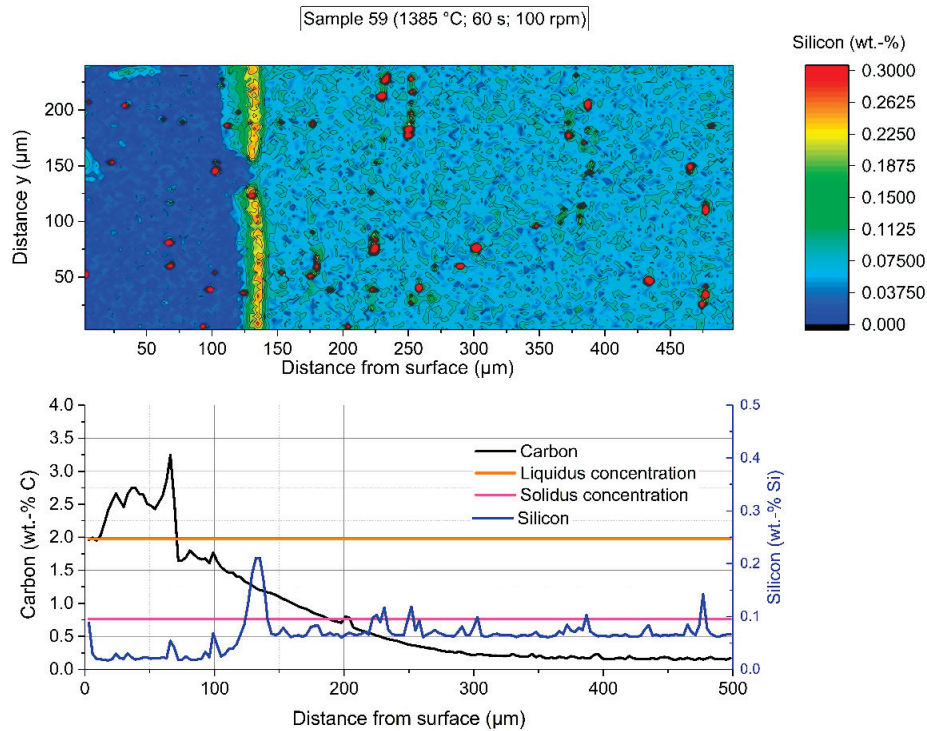 Sample 59 (1385 °C; 60 s; 100 rpm)
Silicon (wt.-%)
0.3000
0.2625
0.2250
0.1875
0.1500
0.1125
0.07500
0.03750
0.000
Distance y (µm)
200
150
100
50
50 100 150 200 250 300 350 400 450
Distance from surface (µm)
Carbon (wt.-% C)
4.0
3.5
3.0
2.5
2.0
1.5
1.0
0.5
0.0
Carbon
Liquidus concentration
Solidus concentration
Silicon
0.5
0.4
0.3
0.2
0.1
0.0
Silicon (wt.-% Si)
0 100 200 300 400 500
Distance from surface (µm)